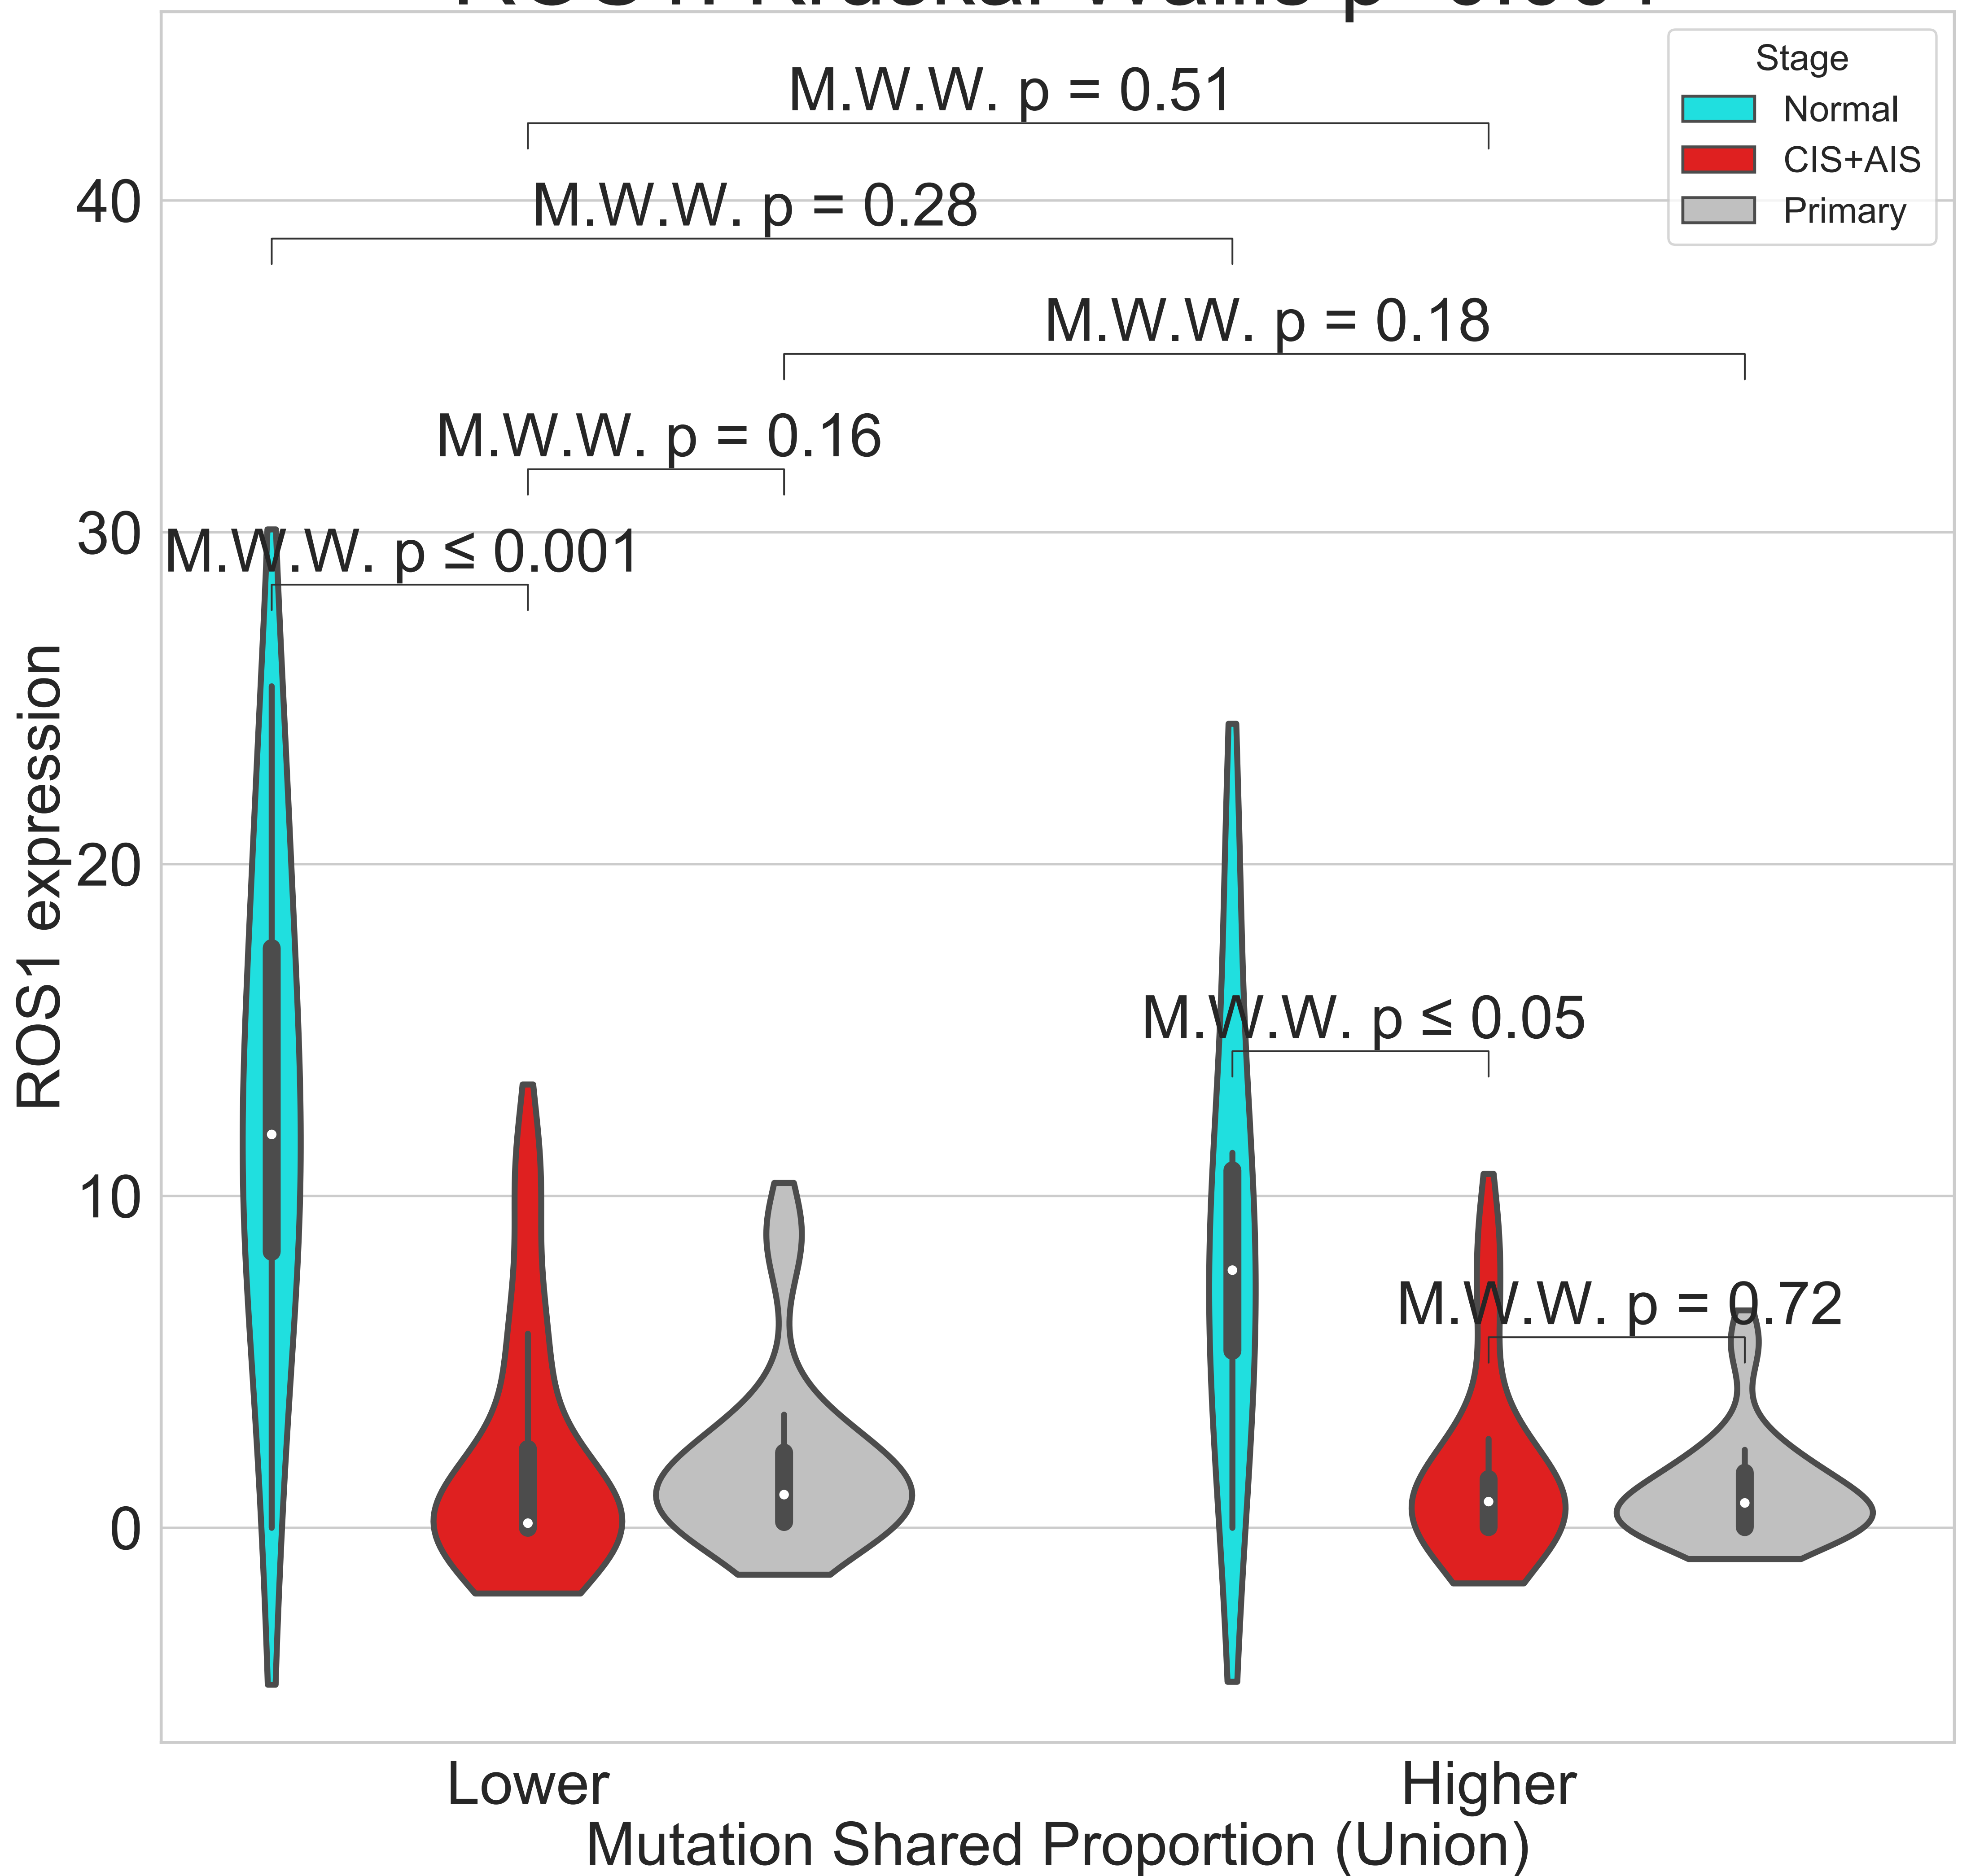 M.W.W. p = 0.51
Stage
Normal
CIS+AIS
Primary
40
M.W.W. p = 0.28
M.W.W. p = 0.18
M.W.W. p = 0.16
30
M.W.W. p ≤ 0.001
ROS1 expression
20
M.W.W. p ≤ 0.05
10
M.W.W. p = 0.72
0
Lower
Higher
Mutation Shared Proportion (Union)